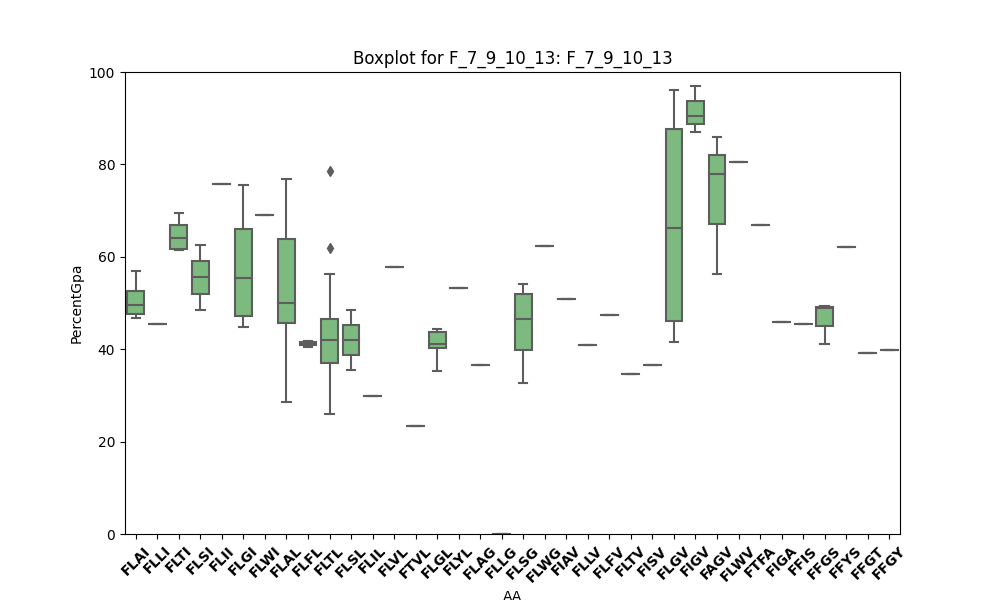 Boxplot for F_7_9_10_13: F_7_9_10_13
100
80
60
40
20
0
PercentGpa
FLAI
FLLI
FLTI
FLSI
FLII
FLGI
FLWI
FLAL
FLFL
FLTL
FLSL
FLIL
FLVL
FTVL
FLGL
FLYL
FLAG
FLLG
FLSG
FLWG
FIAV
FLLV
FLFV
FLTV
FISV
FLGV
FIGV
FAGV
FLWV
FTFA
FIGA
FFIS
FFGS
FFYS
FFGT
FFGY
AA